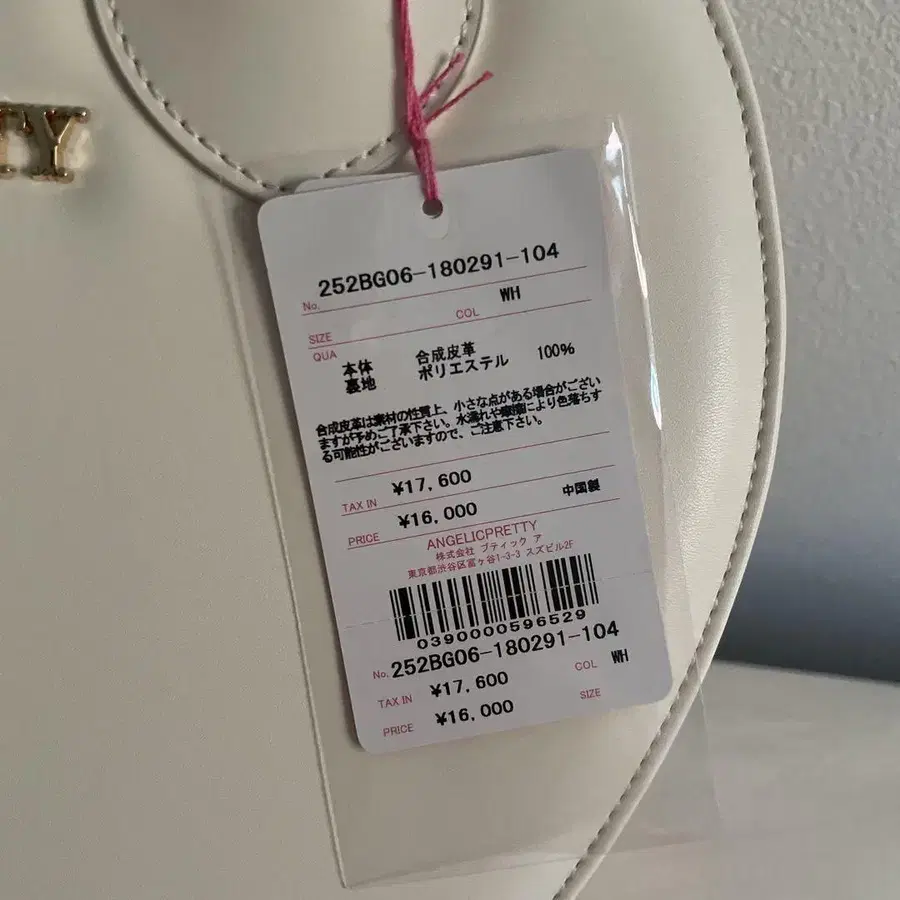 TY
No. 252BG06-180291-104
SIZE COL WH
QUA
本体 合成皮革
裏地 ポリエステル 100%
合成皮革は素材の性質上、小さな点がある場合がござい
ますが予めご了承下さい。水濡れや摩擦により色落ちす
る可能性がございますので、ご注意下さい。
TAX IN ¥17,600
PRICE ¥16,000 中国製
ANGELICPRETTY
株式会社 ブティック ア
東京都渋谷区富ヶ谷1-3-3 スズビル2F
0390000596529
No. 252BG06-180291-104
TAX IN ¥17,600 COL WH
PRICE ¥16,000 SIZE